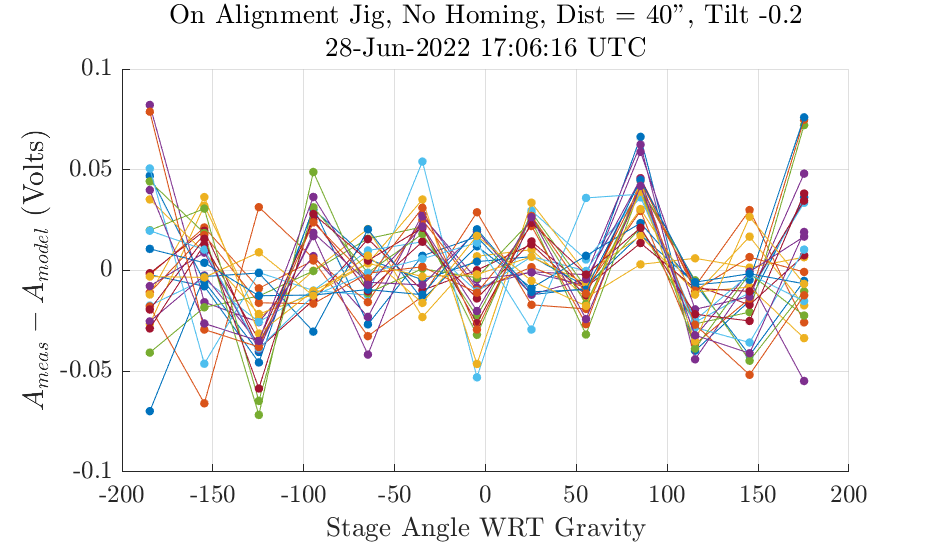 On Alignment Jig, No Homing, Dist = 40”, Tilt -0.2
28-Jun-2022 17:06:16 UTC
0.1
0.05
0
-0.05
-0.1
A_meas − A_model (Volts)
-200 -150 -100 -50 0 50 100 150 200
Stage Angle WRT Gravity